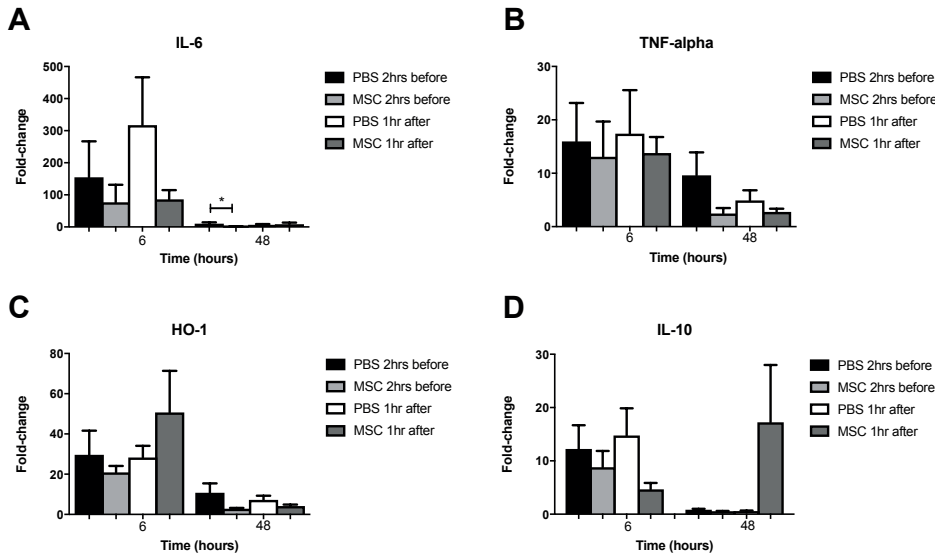 A
IL-6
500
400
300
200
100
0
Fold-change
*
6
48
Time (hours)
PBS 2hrs before
MSC 2hrs before
PBS 1hr after
MSC 1hr after
B
TNF-alpha
30
20
10
0
Fold-change
6
48
Time (hours)
PBS 2hrs before
MSC 2hrs before
PBS 1hr after
MSC 1hr after
C
HO-1
80
60
40
20
0
Fold-change
6
48
Time (hours)
PBS 2hrs before
MSC 2hrs before
PBS 1hr after
MSC 1hr after
D
IL-10
30
20
10
0
Fold-change
6
48
Time (hours)
PBS 2hrs before
MSC 2hrs before
PBS 1hr after
MSC 1hr after